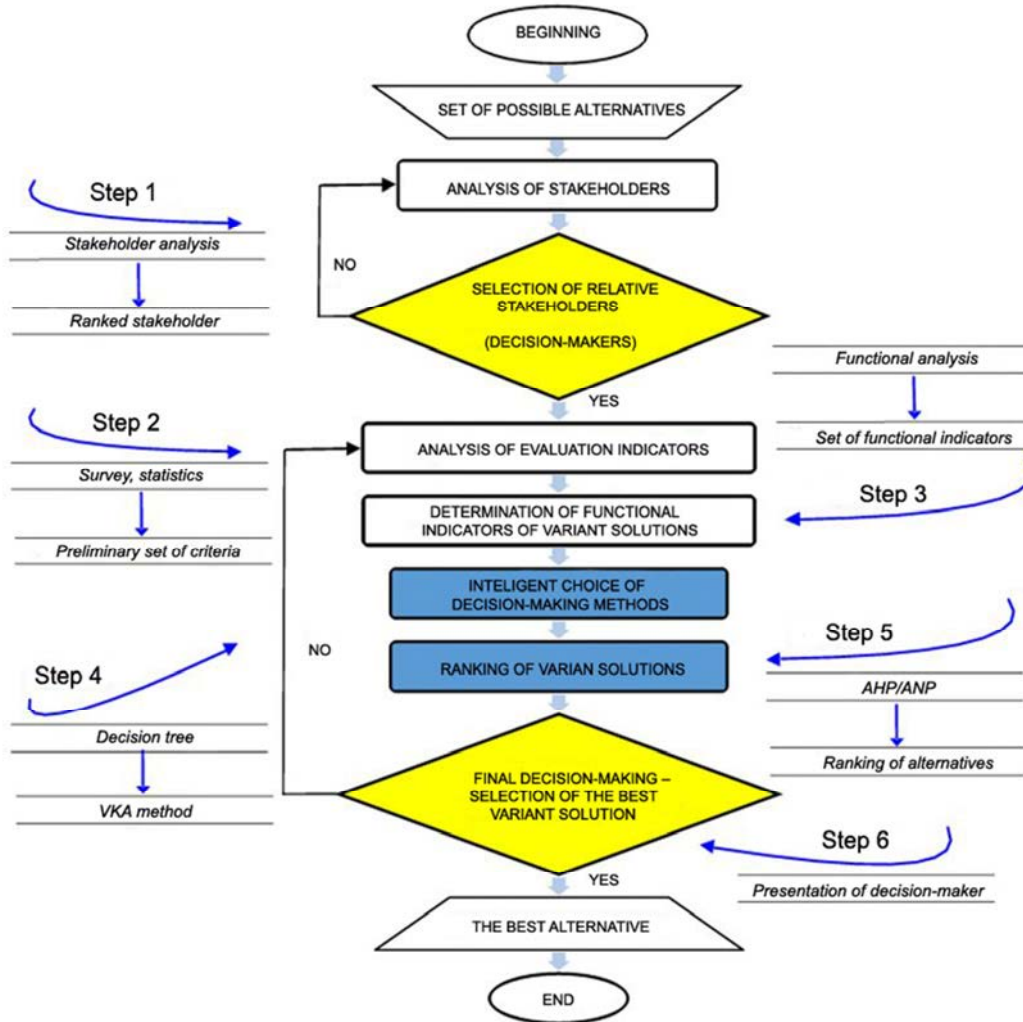 BEGINNING
SET OF POSSIBLE ALTERNATIVES
ANALYSIS OF STAKEHOLDERS
Step 1
Stakeholder analysis
Ranked stakeholder
NO
SELECTION OF RELATIVE
STAKEHOLDERS
(DECISION-MAKERS)
YES
Functional analysis
Set of functional indicators
Step 3
Step 2
Survey, statistics
Preliminary set of criteria
ANALYSIS OF EVALUATION INDICATORS
DETERMINATION OF FUNCTIONAL
INDICATORS OF VARIANT SOLUTIONS
INTELIGENT CHOICE OF
DECISION-MAKING METHODS
NO
RANKING OF VARIAN SOLUTIONS
Step 5
AHP/ANP
Ranking of alternatives
Step 4
Decision tree
VKA method
FINAL DECISION-MAKING –
SELECTION OF THE BEST
VARIANT SOLUTION
Step 6
Presentation of decision-maker
YES
THE BEST ALTERNATIVE
END